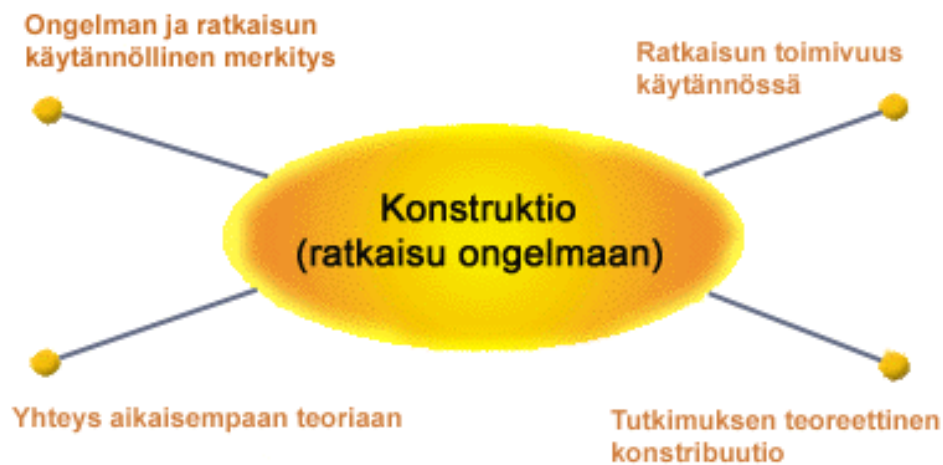 Ongelman ja ratkaisun
käytännöllinen merkitys
Ratkaisun toimivuus
käytännössä
Konstruktio
(ratkaisu ongelmaan)
Yhteys aikaisempaan teoriaan
Tutkimuksen teoreettinen
konstribuutio